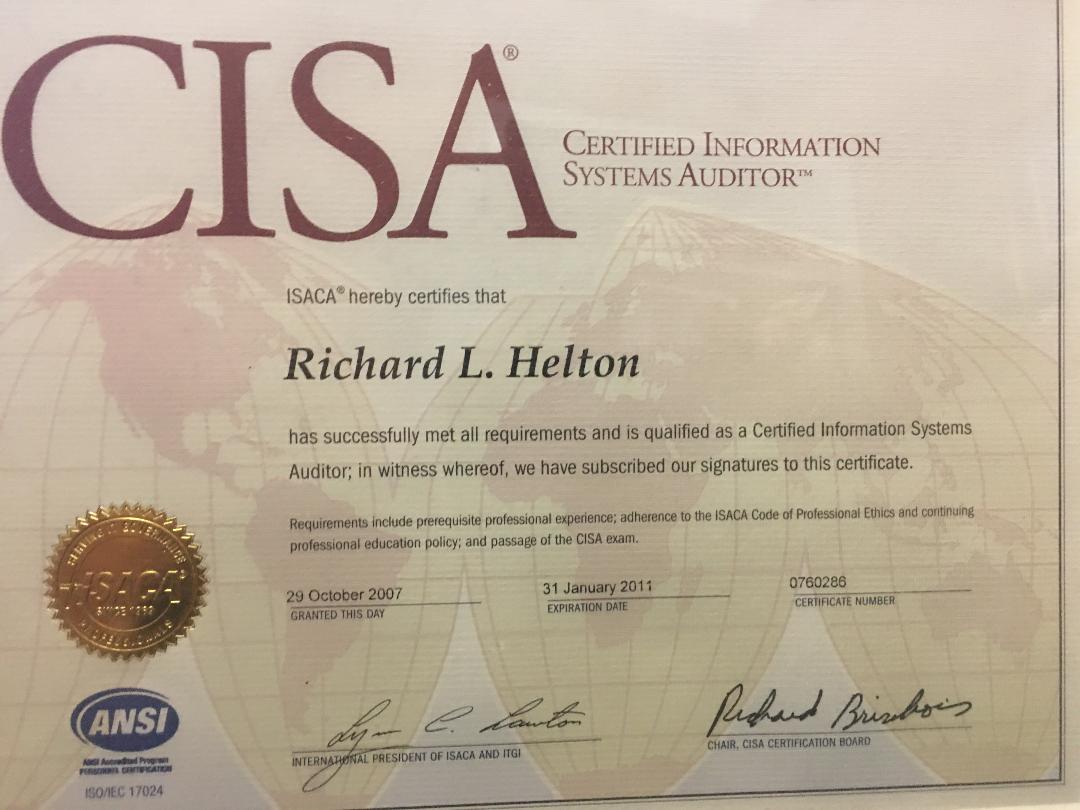 CISA®
CERTIFIED INFORMATION
SYSTEMS AUDITOR™
ISACA® hereby certifies that
Richard L. Helton
has successfully met all requirements and is qualified as a Certified Information Systems
Auditor; in witness whereof, we have subscribed our signatures to this certificate.
Requirements include prerequisite professional experience; adherence to the ISACA Code of Professional Ethics and continuing
professional education policy; and passage of the CISA exam.
29 October 2007
GRANTED THIS DAY
31 January 2011
EXPIRATION DATE
0760286
CERTIFICATE NUMBER
SERVING IT GOVERNANCE
ISACA®
SINCE 1969
PROFESSIONALS
ANSI
ANSI Accredited Program
PERSONNEL CERTIFICATION
ISO/IEC 17024
Lynn C. Lawton
INTERNATIONAL PRESIDENT OF ISACA AND ITGI
Richard Brisebois
CHAIR, CISA CERTIFICATION BOARD